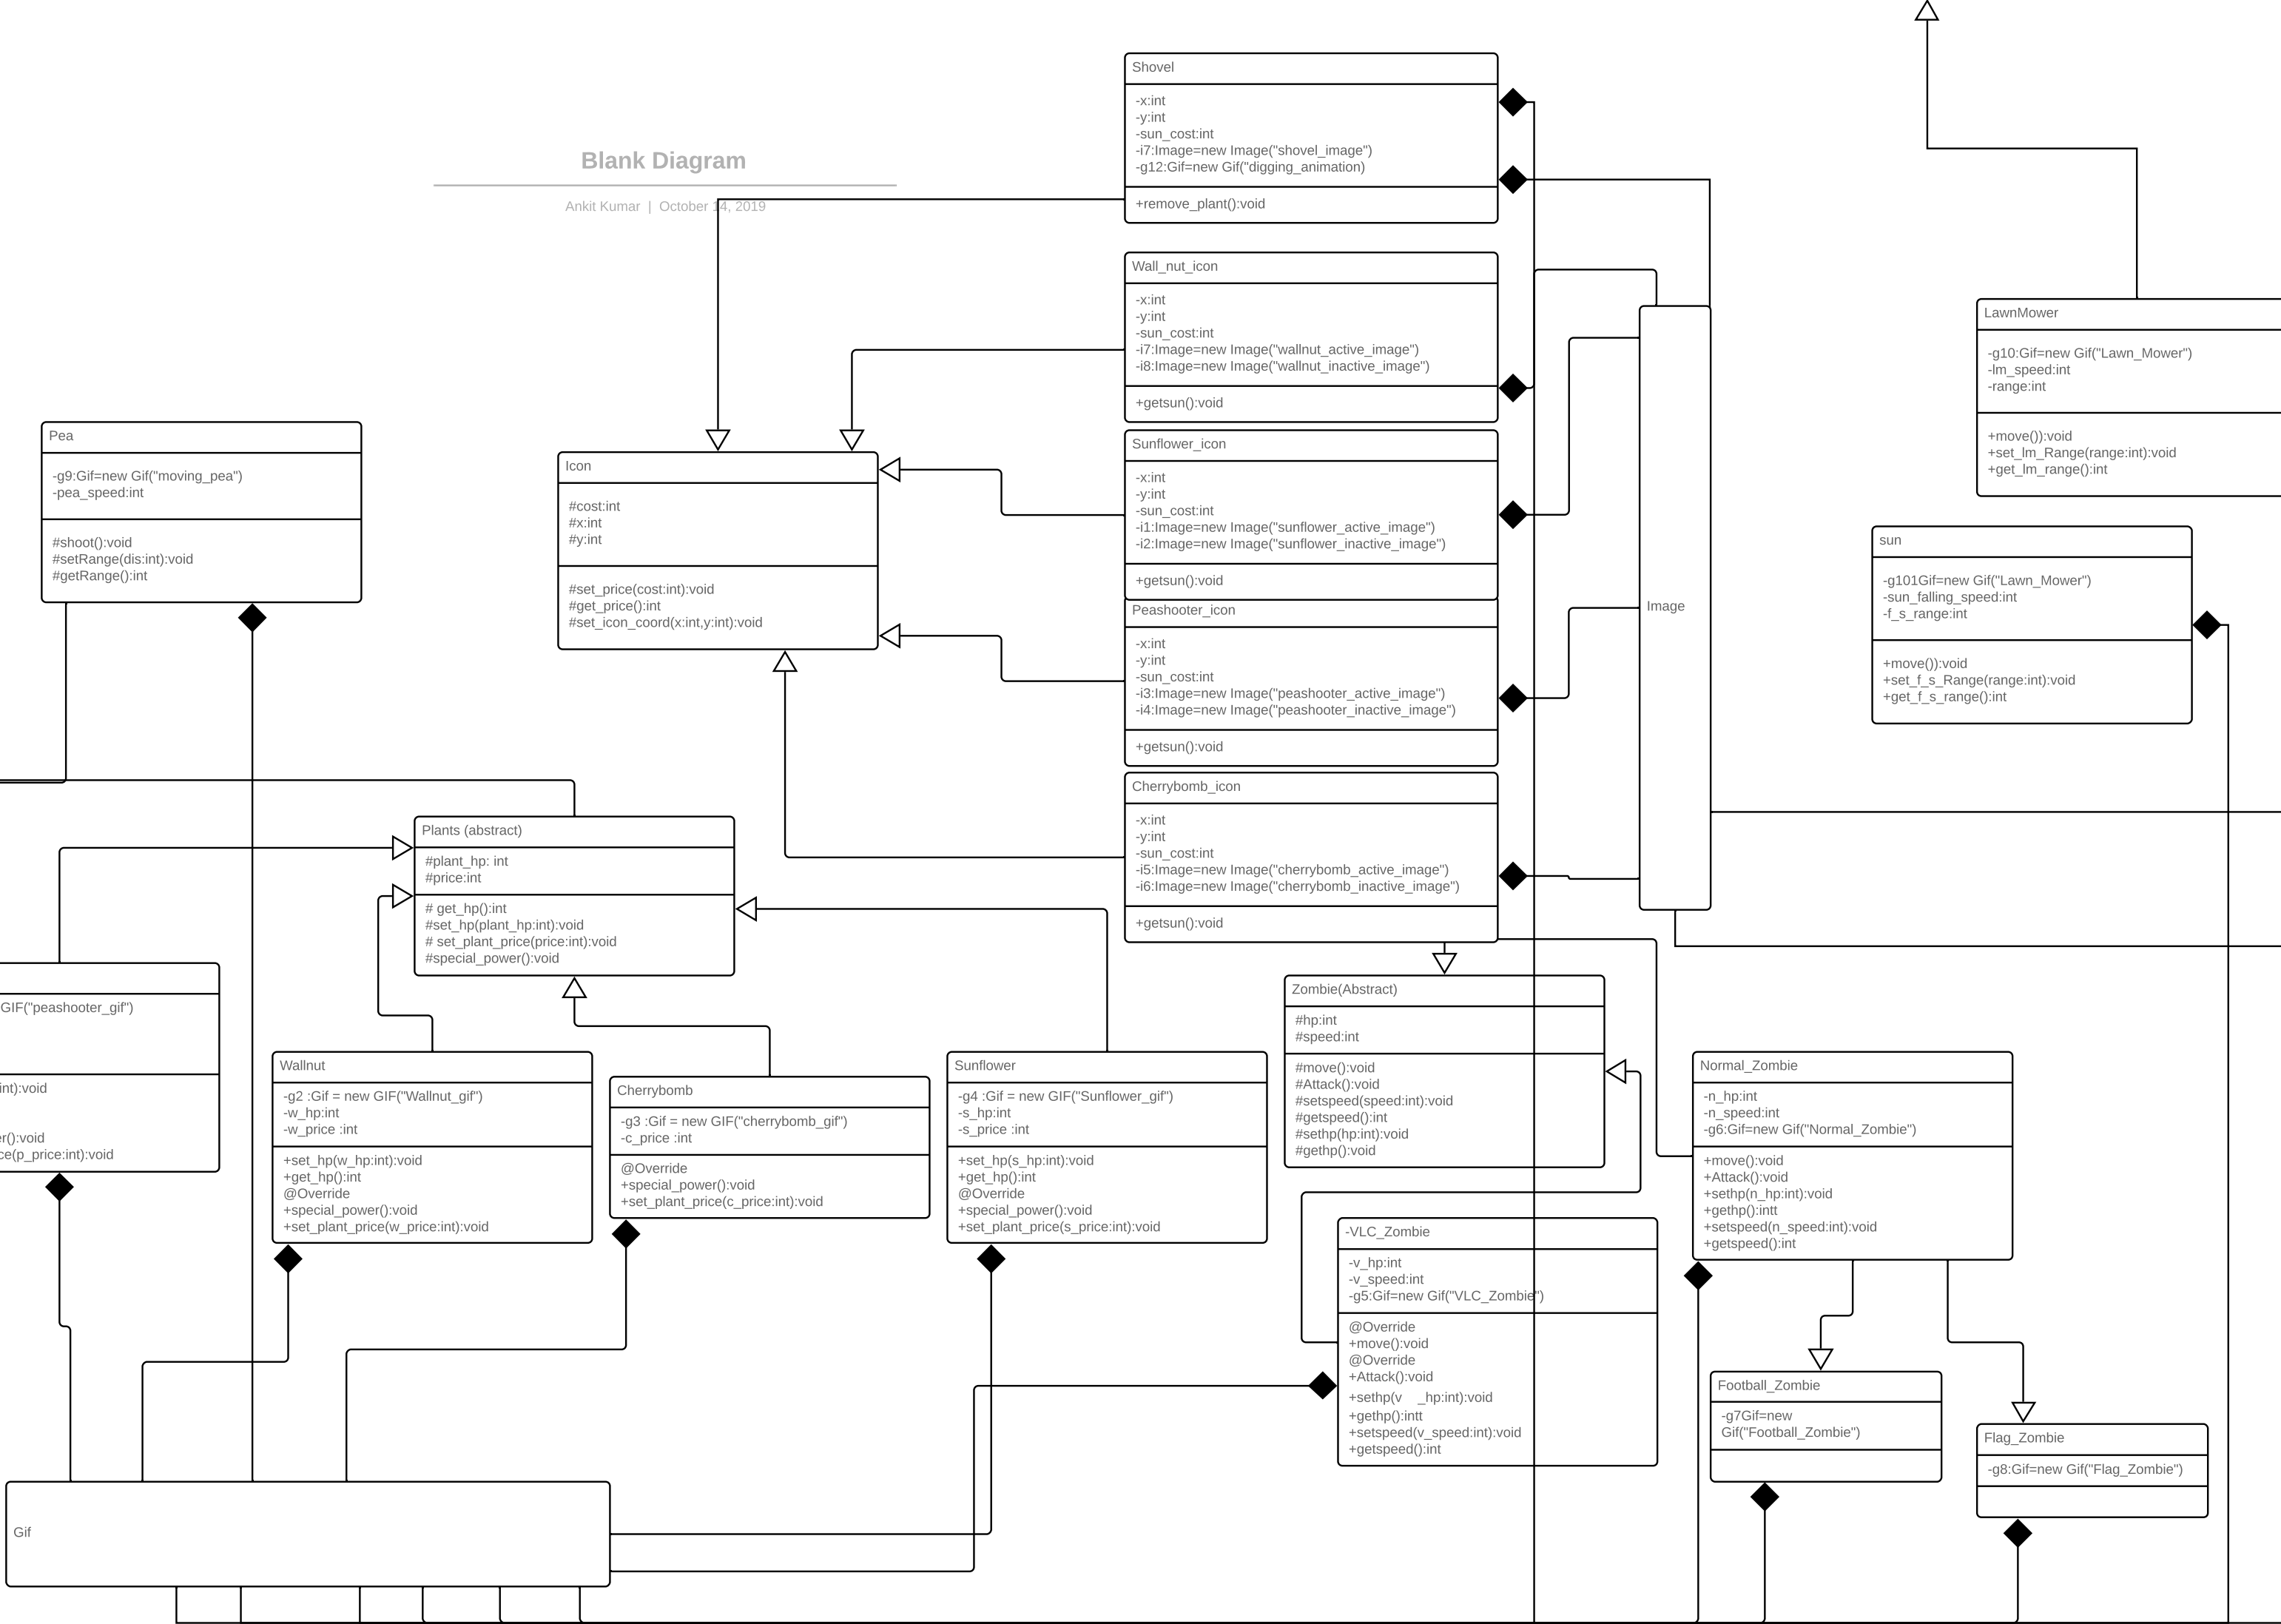 Blank Diagram
Ankit Kumar | October 14, 2019
Shovel
-x:int
-y:int
-sun_cost:int
-i7:Image=new Image("shovel_image")
-g12:Gif=new Gif("digging_animation)
+remove_plant():void
Wall_nut_icon
-x:int
-y:int
-sun_cost:int
-i7:Image=new Image("wallnut_active_image")
-i8:Image=new Image("wallnut_inactive_image")
+getsun():void
LawnMower
-g10:Gif=new Gif("Lawn_Mower")
-lm_speed:int
-range:int
+move()):void
+set_lm_Range(range:int):void
+get_lm_range():int
Pea
-g9:Gif=new Gif("moving_pea")
-pea_speed:int
#shoot():void
#setRange(dis:int):void
#getRange():int
Icon
#cost:int
#x:int
#y:int
#set_price(cost:int):void
#get_price():int
#set_icon_coord(x:int,y:int):void
Sunflower_icon
-x:int
-y:int
-sun_cost:int
-i1:Image=new Image("sunflower_active_image")
-i2:Image=new Image("sunflower_inactive_image")
+getsun():void
Peashooter_icon
-x:int
-y:int
-sun_cost:int
-i3:Image=new Image("peashooter_active_image")
-i4:Image=new Image("peashooter_inactive_image")
+getsun():void
Image
sun
-g101Gif=new Gif("Lawn_Mower")
-sun_falling_speed:int
-f_s_range:int
+move()):void
+set_f_s_Range(range:int):void
+get_f_s_range():int
Cherrybomb_icon
-x:int
-y:int
-sun_cost:int
-i5:Image=new Image("cherrybomb_active_image")
-i6:Image=new Image("cherrybomb_inactive_image")
+getsun():void
Plants (abstract)
#plant_hp: int
#price:int
# get_hp():int
#set_hp(plant_hp:int):void
# set_plant_price(price:int):void
#special_power():void
GIF("peashooter_gif")
int):void
er():void
ce(p_price:int):void
Wallnut
-g2 :Gif = new GIF("Wallnut_gif")
-w_hp:int
-w_price :int
+set_hp(w_hp:int):void
+get_hp():int
@Override
+special_power():void
+set_plant_price(w_price:int):void
Cherrybomb
-g3 :Gif = new GIF("cherrybomb_gif")
-c_price :int
@Override
+special_power():void
+set_plant_price(c_price:int):void
Sunflower
-g4 :Gif = new GIF("Sunflower_gif")
-s_hp:int
-s_price :int
+set_hp(s_hp:int):void
+get_hp():int
@Override
+special_power():void
+set_plant_price(s_price:int):void
Zombie(Abstract)
#hp:int
#speed:int
#move():void
#Attack():void
#setspeed(speed:int):void
#getspeed():int
#sethp(hp:int):void
#gethp():void
Normal_Zombie
-n_hp:int
-n_speed:int
-g6:Gif=new Gif("Normal_Zombie")
+move():void
+Attack():void
+sethp(n_hp:int):void
+gethp():intt
+setspeed(n_speed:int):void
+getspeed():int
-VLC_Zombie
-v_hp:int
-v_speed:int
-g5:Gif=new Gif("VLC_Zombie")
@Override
+move():void
@Override
+Attack():void
+sethp(v _hp:int):void
+gethp():intt
+setspeed(v_speed:int):void
+getspeed():int
Football_Zombie
-g7Gif=new
Gif("Football_Zombie")
Flag_Zombie
-g8:Gif=new Gif("Flag_Zombie")
Gif